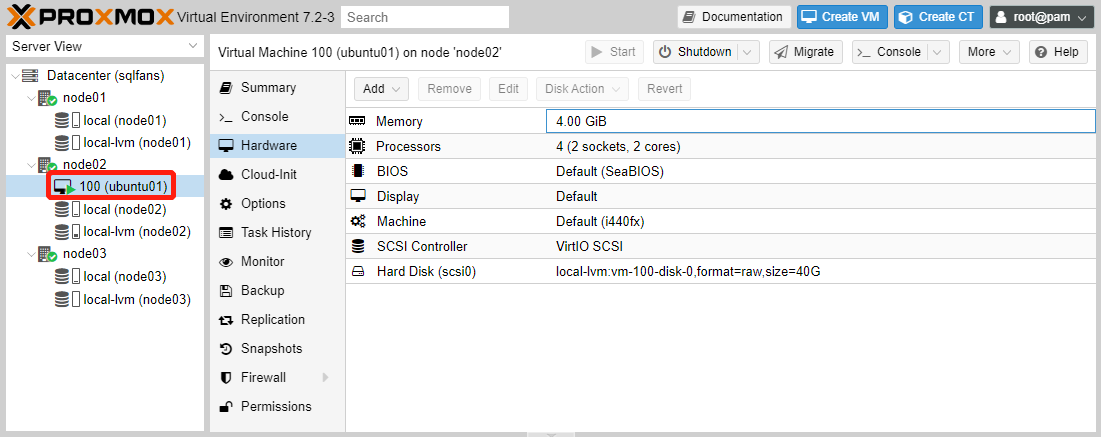 PROXMOX Virtual Environment 7.2-3 Search Documentation Create VM Create CT root@pam
Server View
Datacenter (sqlfans)
node01
local (node01)
local-lvm (node01)
node02
100 (ubuntu01)
local (node02)
local-lvm (node02)
node03
local (node03)
local-lvm (node03)
Virtual Machine 100 (ubuntu01) on node 'node02' Start Shutdown Migrate Console More Help
Summary
Console
Hardware
Cloud-Init
Options
Task History
Monitor
Backup
Replication
Snapshots
Firewall
Permissions
Add Remove Edit Disk Action Revert
Memory 4.00 GiB
Processors 4 (2 sockets, 2 cores)
BIOS Default (SeaBIOS)
Display Default
Machine Default (i440fx)
SCSI Controller VirtIO SCSI
Hard Disk (scsi0) local-lvm:vm-100-disk-0,format=raw,size=40G